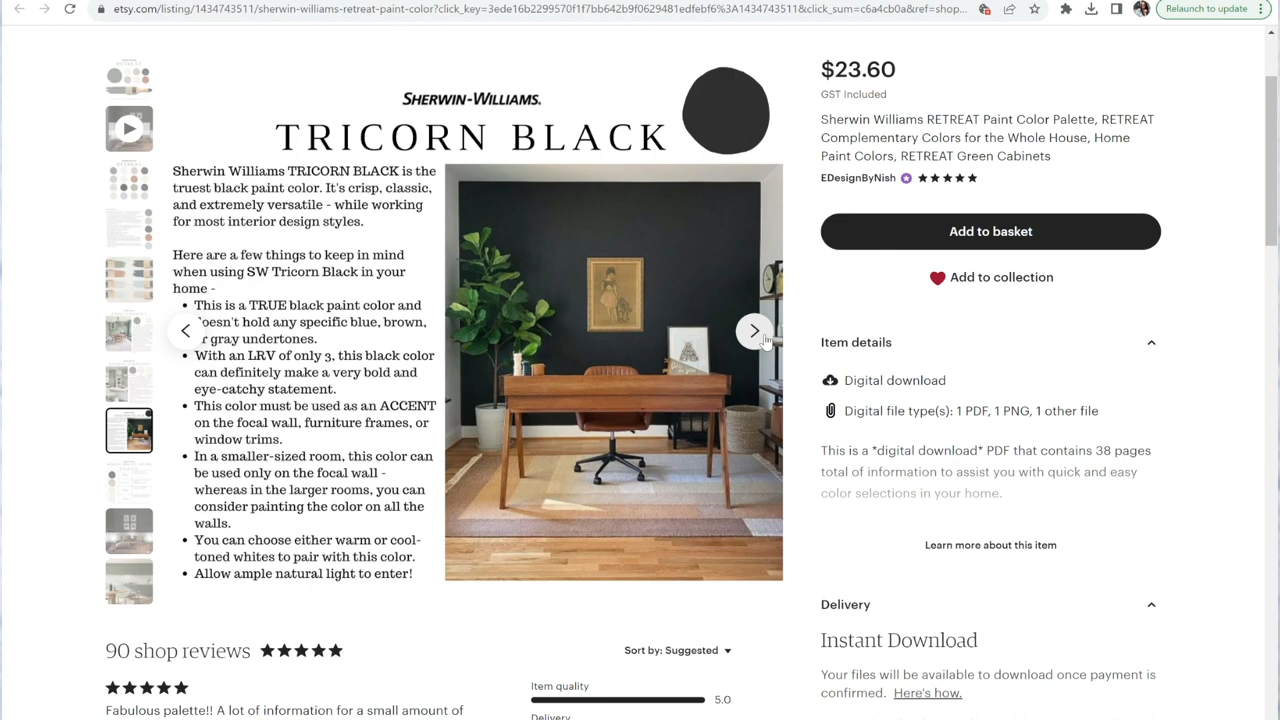 etsy.com/listing/1434743511/sherwin-williams-retreat-paint-color?click_key=3ede16b2299570f1f7bb642b9f0629481edfebf6%3A1434743511&click_sum=c6a4cb0a&ref=shop...
Relaunch to update
SHERWIN-WILLIAMS.
TRICORN BLACK
Sherwin Williams TRICORN BLACK is the
truest black paint color. It's crisp, classic,
and extremely versatile - while working
for most interior design styles.
Here are a few things to keep in mind
when using SW Tricorn Black in your
home -
• This is a TRUE black paint color and
doesn't hold any specific blue, brown,
or gray undertones.
• With an LRV of only 3, this black color
can definitely make a very bold and
eye-catchy statement.
• This color must be used as an ACCENT
on the focal wall, furniture frames, or
window trims.
• In a smaller-sized room, this color can
be used only on the focal wall -
whereas in the larger rooms, you can
consider painting the color on all the
walls.
• You can choose either warm or cool-
toned whites to pair with this color.
• Allow ample natural light to enter!
90 shop reviews
Sort by: Suggested
Item quality
5.0
Delivery
Fabulous palette!! A lot of information for a small amount of
$23.60
GST Included
Sherwin Williams RETREAT Paint Color Palette, RETREAT
Complementary Colors for the Whole House, Home
Paint Colors, RETREAT Green Cabinets
EDesignByNish
Add to basket
Add to collection
Item details
Digital download
Digital file type(s): 1 PDF, 1 PNG, 1 other file
This is a *digital download* PDF that contains 38 pages
total of information to assist you with quick and easy
color selections in your home.
Learn more about this item
Delivery
Instant Download
Your files will be available to download once payment is
confirmed. Here's how.